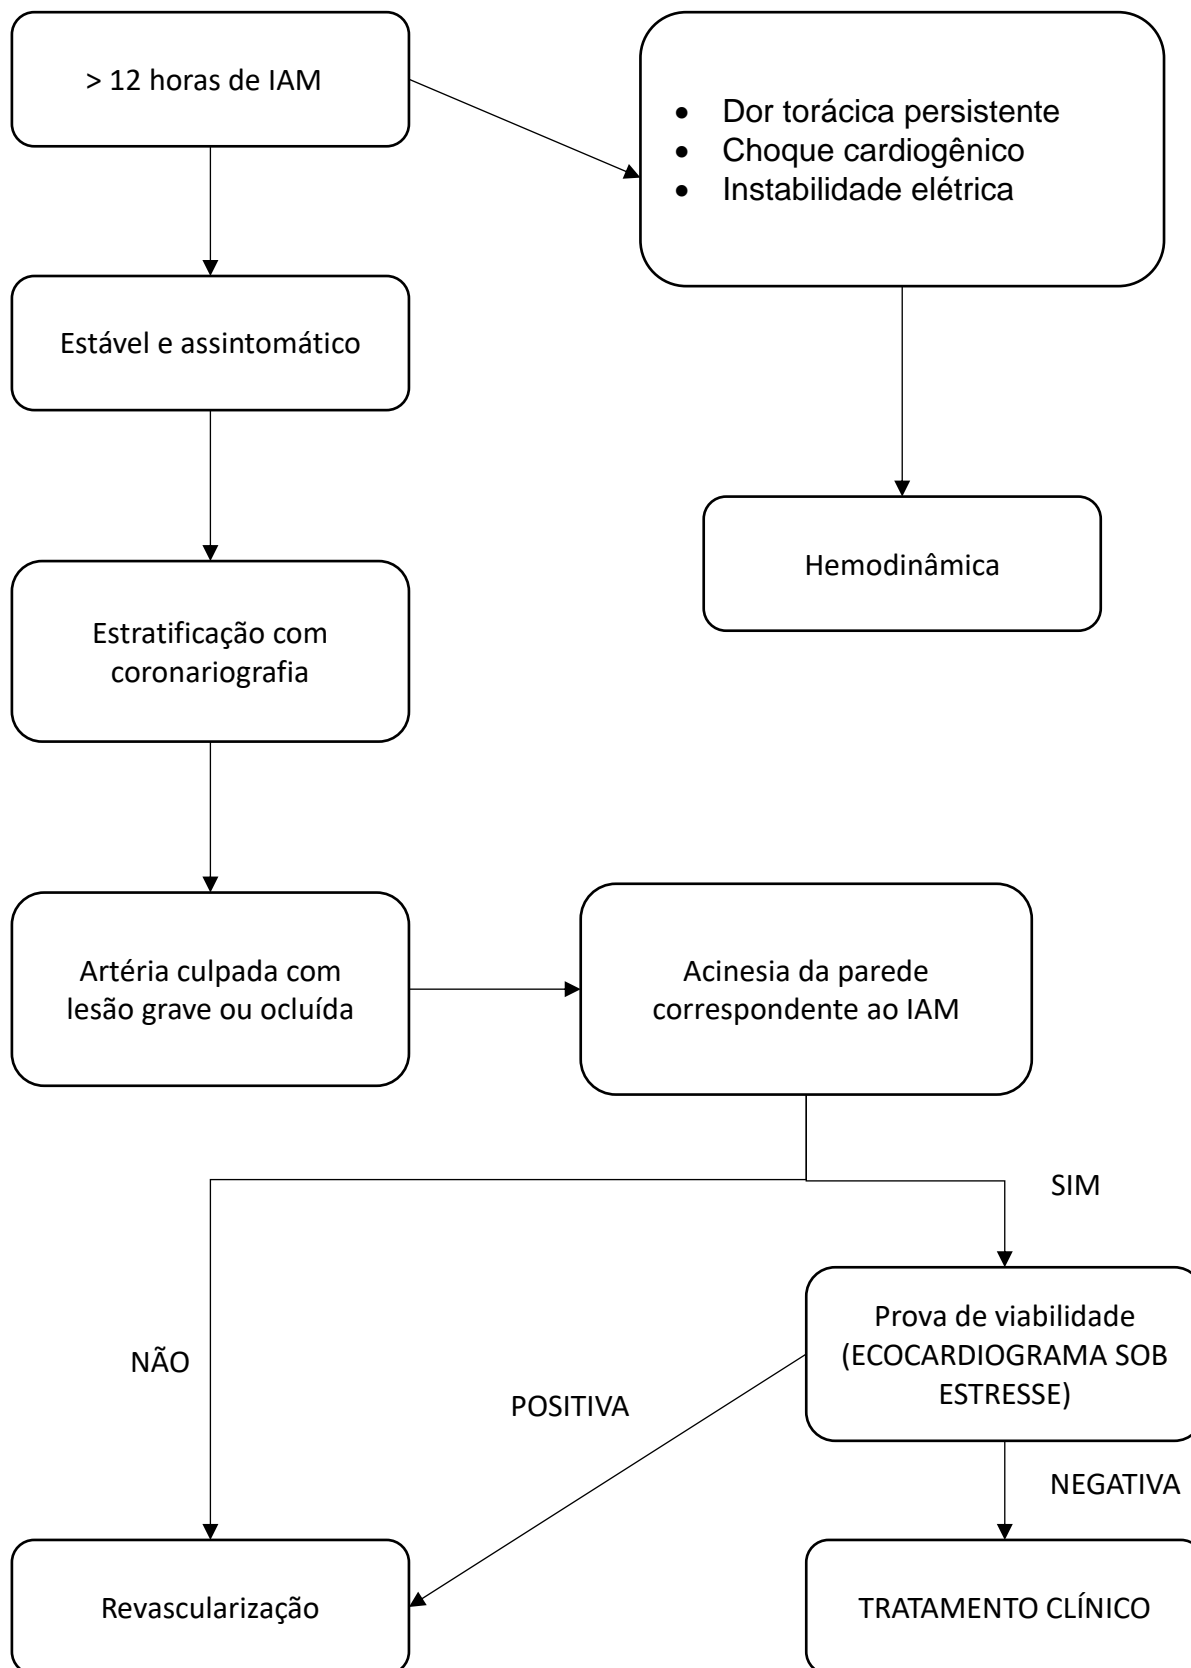 > 12 horas de IAM
• Dor torácica persistente
• Choque cardiogênico
• Instabilidade elétrica
Estável e assintomático
Hemodinâmica
Estratificação com
coronariografia
Artéria culpada com
lesão grave ou ocluída
Acinesia da parede
correspondente ao IAM
SIM
NÃO
Prova de viabilidade
(ECOCARDIOGRAMA SOB
ESTRESSE)
POSITIVA
NEGATIVA
Revascularização
TRATAMENTO CLÍNICO